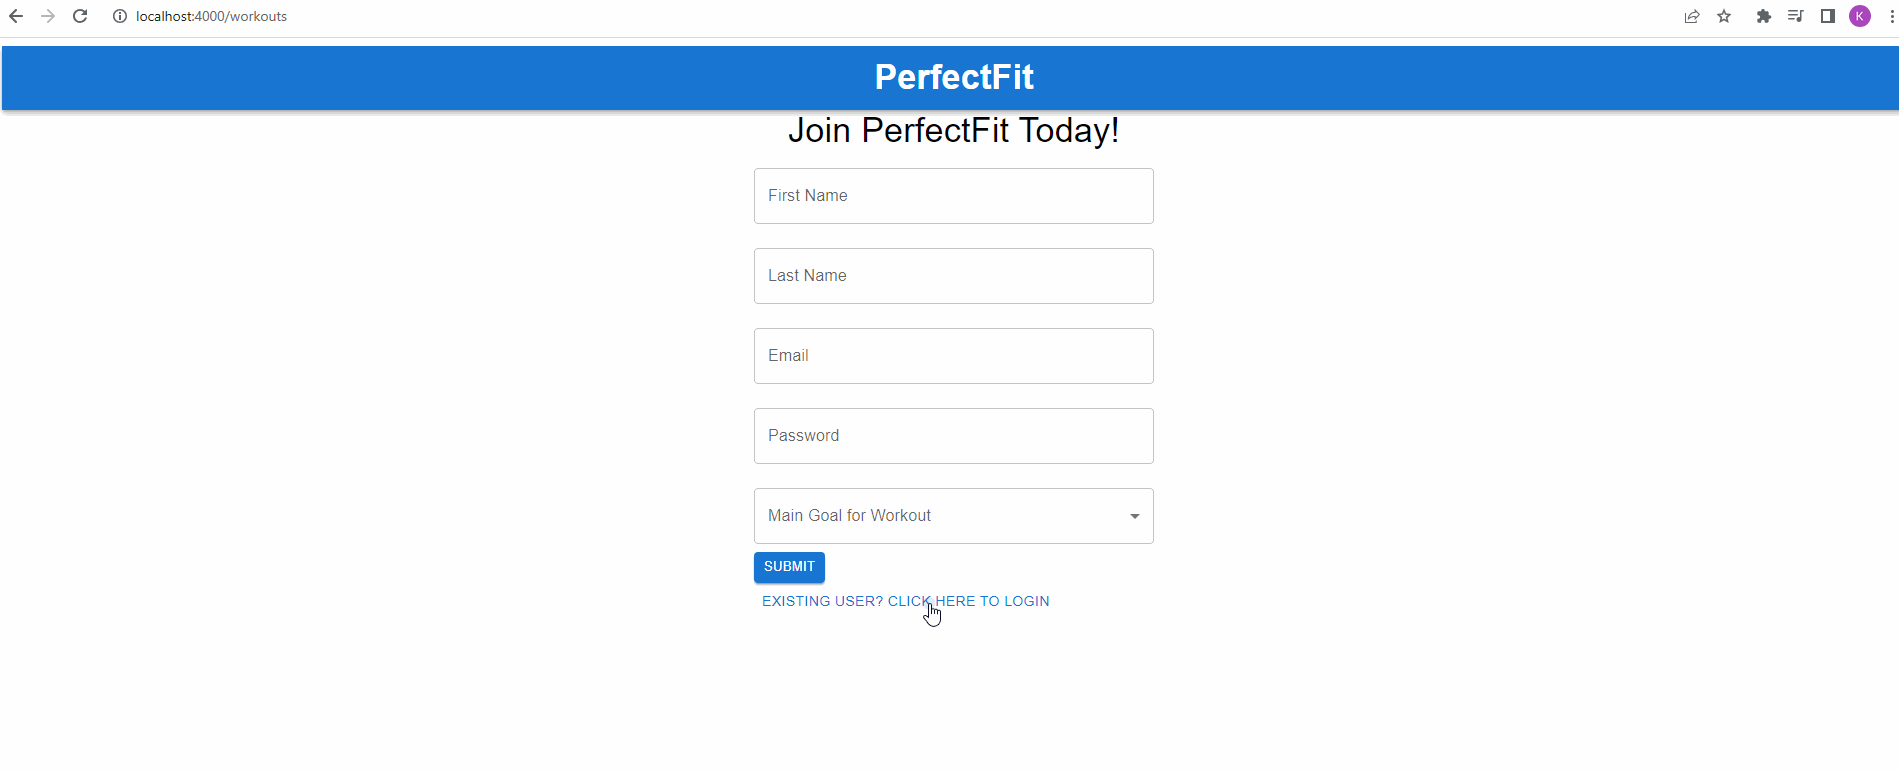 localhost:4000/workouts
K
PerfectFit
Join PerfectFit Today!
First Name
Last Name
Email
Password
Main Goal for Workout
SUBMIT
EXISTING USER? CLICK HERE TO LOGIN